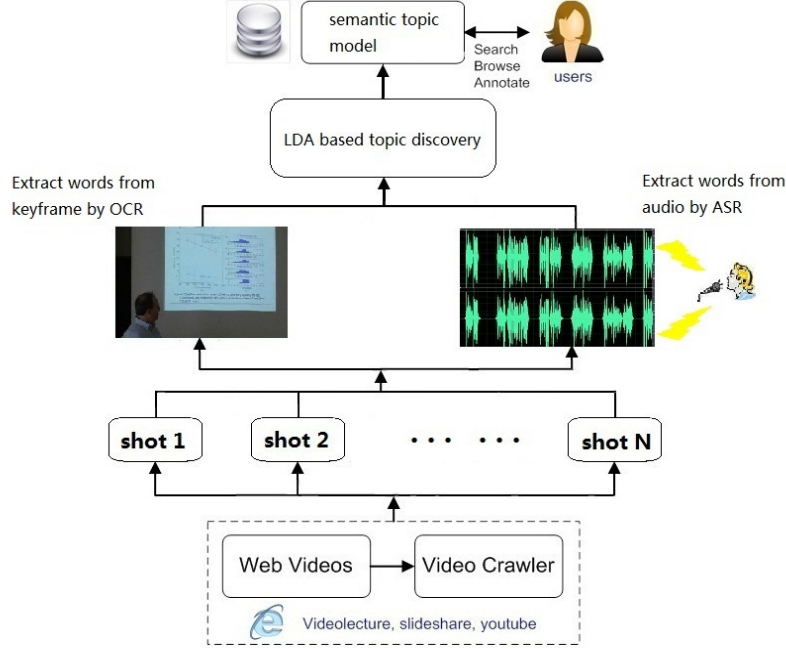 semantic topic
model
Search
Browse
Annotate
users
LDA based topic discovery
Extract words from
keyframe by OCR
Extract words from
audio by ASR
shot 1
shot 2
... ...
shot N
Web Videos
Video Crawler
Videolecture, slideshare, youtube